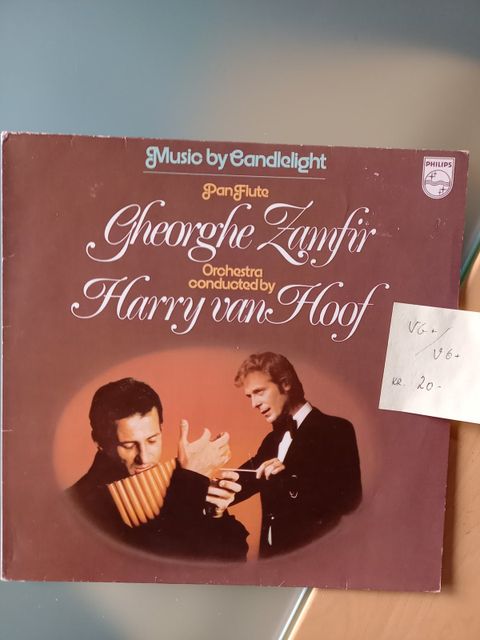 Music by Candlelight
PHILIPS
Pan Flute
Gheorghe Zamfir
Orchestra
conducted by
Harry van Hoof
VG+/
VG+
KR. 20-